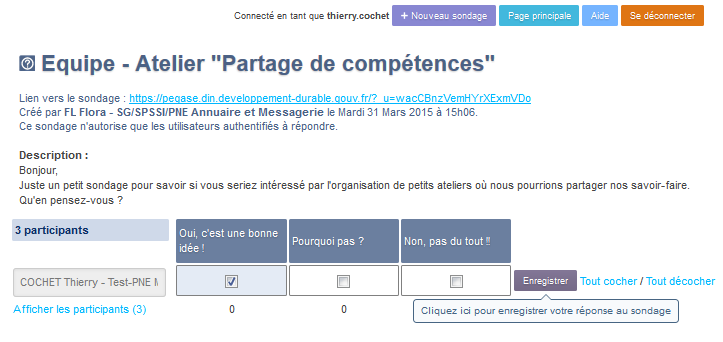 Connecté en tant que thierry.cochet + Nouveau sondage Page principale Aide Se déconnecter
Equipe - Atelier "Partage de compétences"
Lien vers le sondage : https://pegase.din.developpement-durable.gouv.fr/?_u=wacCBnzVemHYrXExmVDo
Créé par FL Flora - SG/SPSSI/PNE Annuaire et Messagerie le Mardi 31 Mars 2015 à 15h06.
Ce sondage n'autorise que les utilisateurs authentifiés à répondre.
Description :
Bonjour,
Juste un petit sondage pour savoir si vous seriez intéressé par l'organisation de petits ateliers où nous pourrions partager nos savoir-faire.
Qu'en pensez-vous ?
3 participants
Oui, c'est une bonne
idée !
Pourquoi pas ?
Non, pas du tout !!
COCHET Thierry - Test-PNE M
Enregistrer Tout cocher / Tout décocher
Afficher les participants (3) 0 0
Cliquez ici pour enregistrer votre réponse au sondage